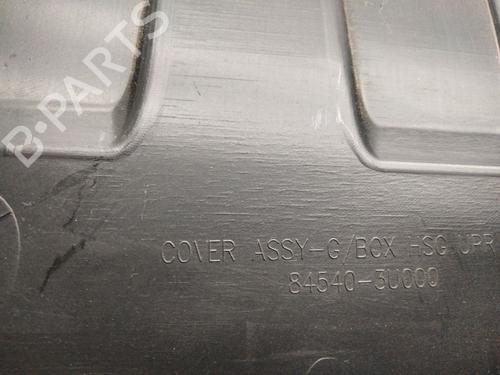 B-PARTS
COVER ASSY-G/BOX HSG UPR
84540-3U000